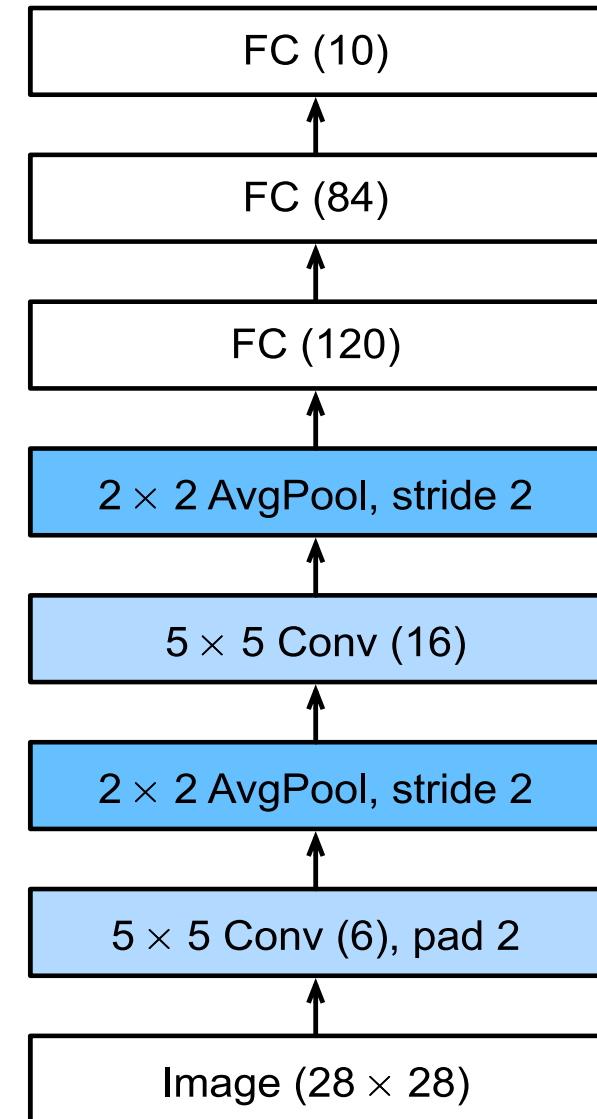 FC (10)
FC (84)
FC (120)
2 × 2 AvgPool, stride 2
5 × 5 Conv (16)
2 × 2 AvgPool, stride 2
5 × 5 Conv (6), pad 2
Image (28 × 28)